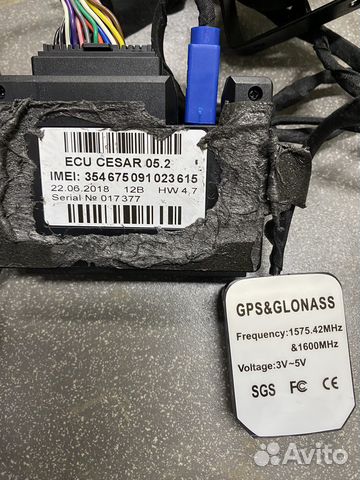 ECU CESAR 05.2
IMEI: 354675091023615
22.06.2018 12B HW 4,7
Serial № 017377
GPS&GLONASS
Frequency:1575.42MHz
&1600MHz
Voltage:3V~5V
SGS FC CE
Avito